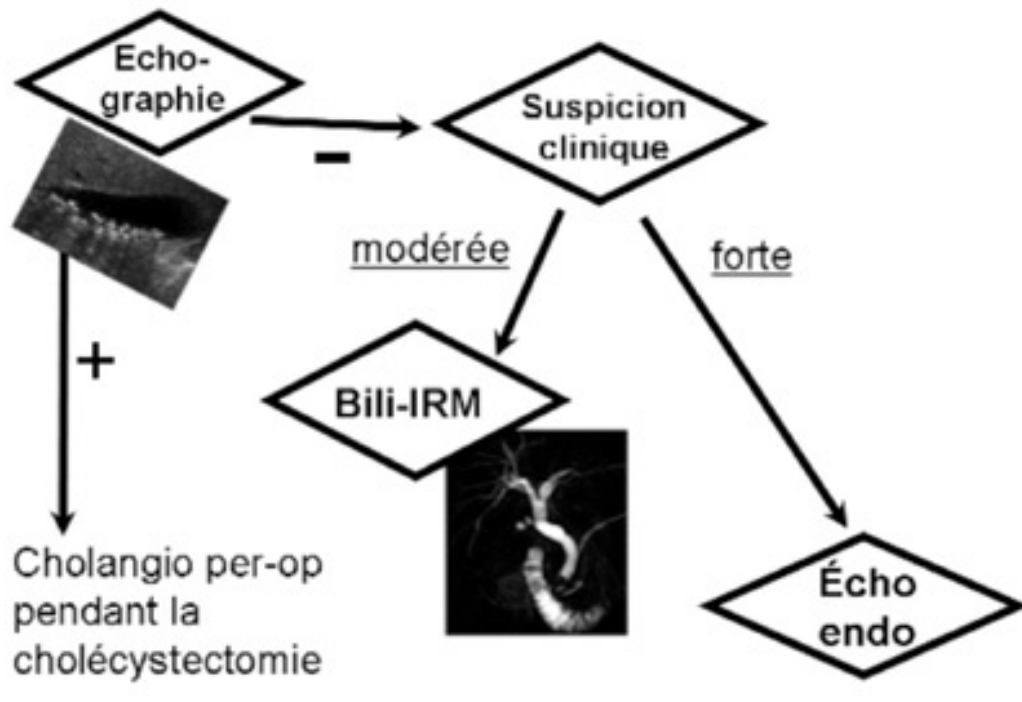 Echo-
graphie
Suspicion
clinique
-
modérée
forte
+
Bili-IRM
Cholangio per-op
pendant la
cholécystectomie
Écho
endo